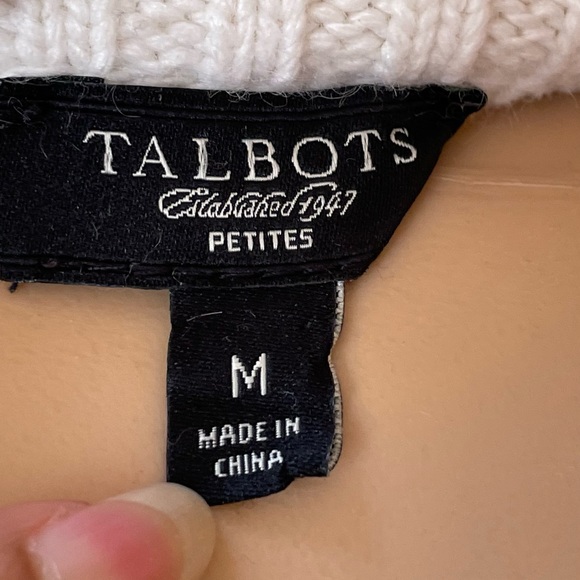 TALBOTS
Established 1947
PETITES
M
MADE IN
CHINA